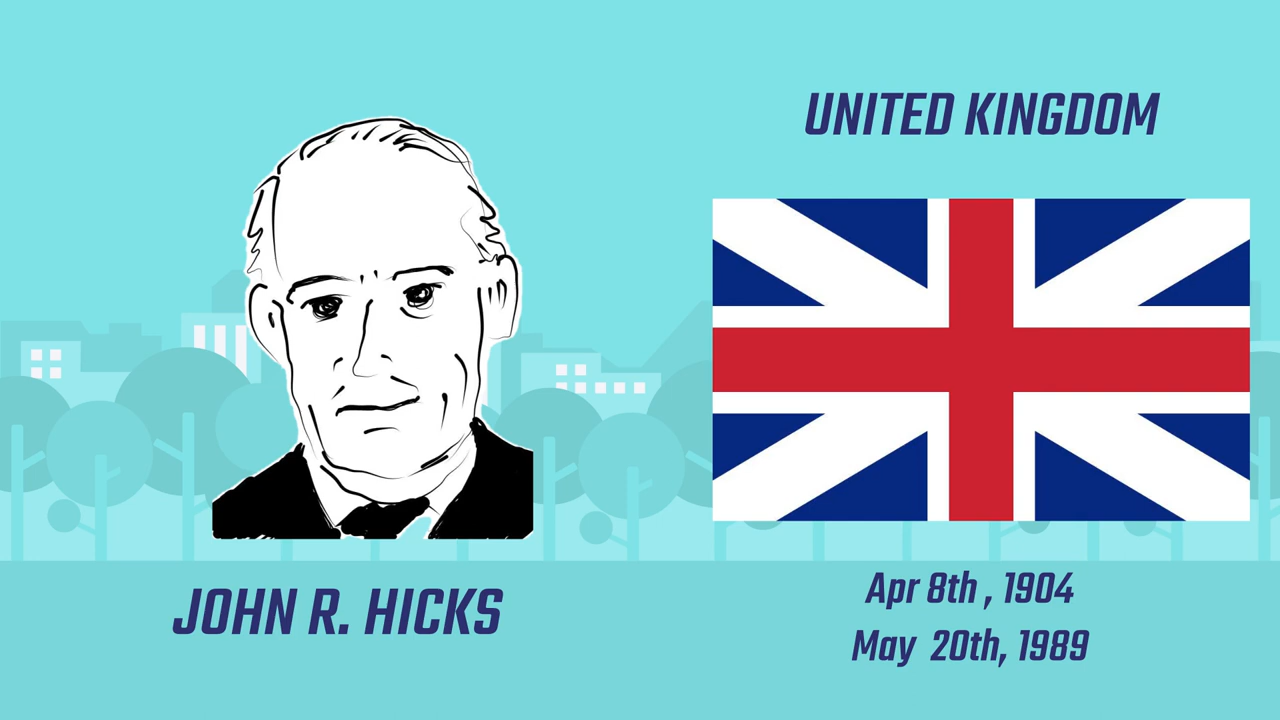 UNITED KINGDOM
JOHN R. HICKS
Apr 8th , 1904
May 20th, 1989